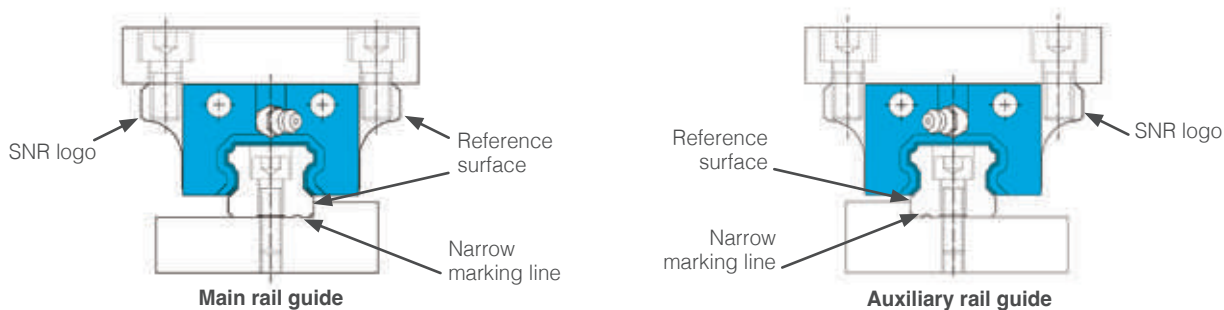 SNR logo
Reference
surface
Narrow
marking line
Main rail guide
Reference
surface
SNR logo
Narrow
marking line
Auxiliary rail guide